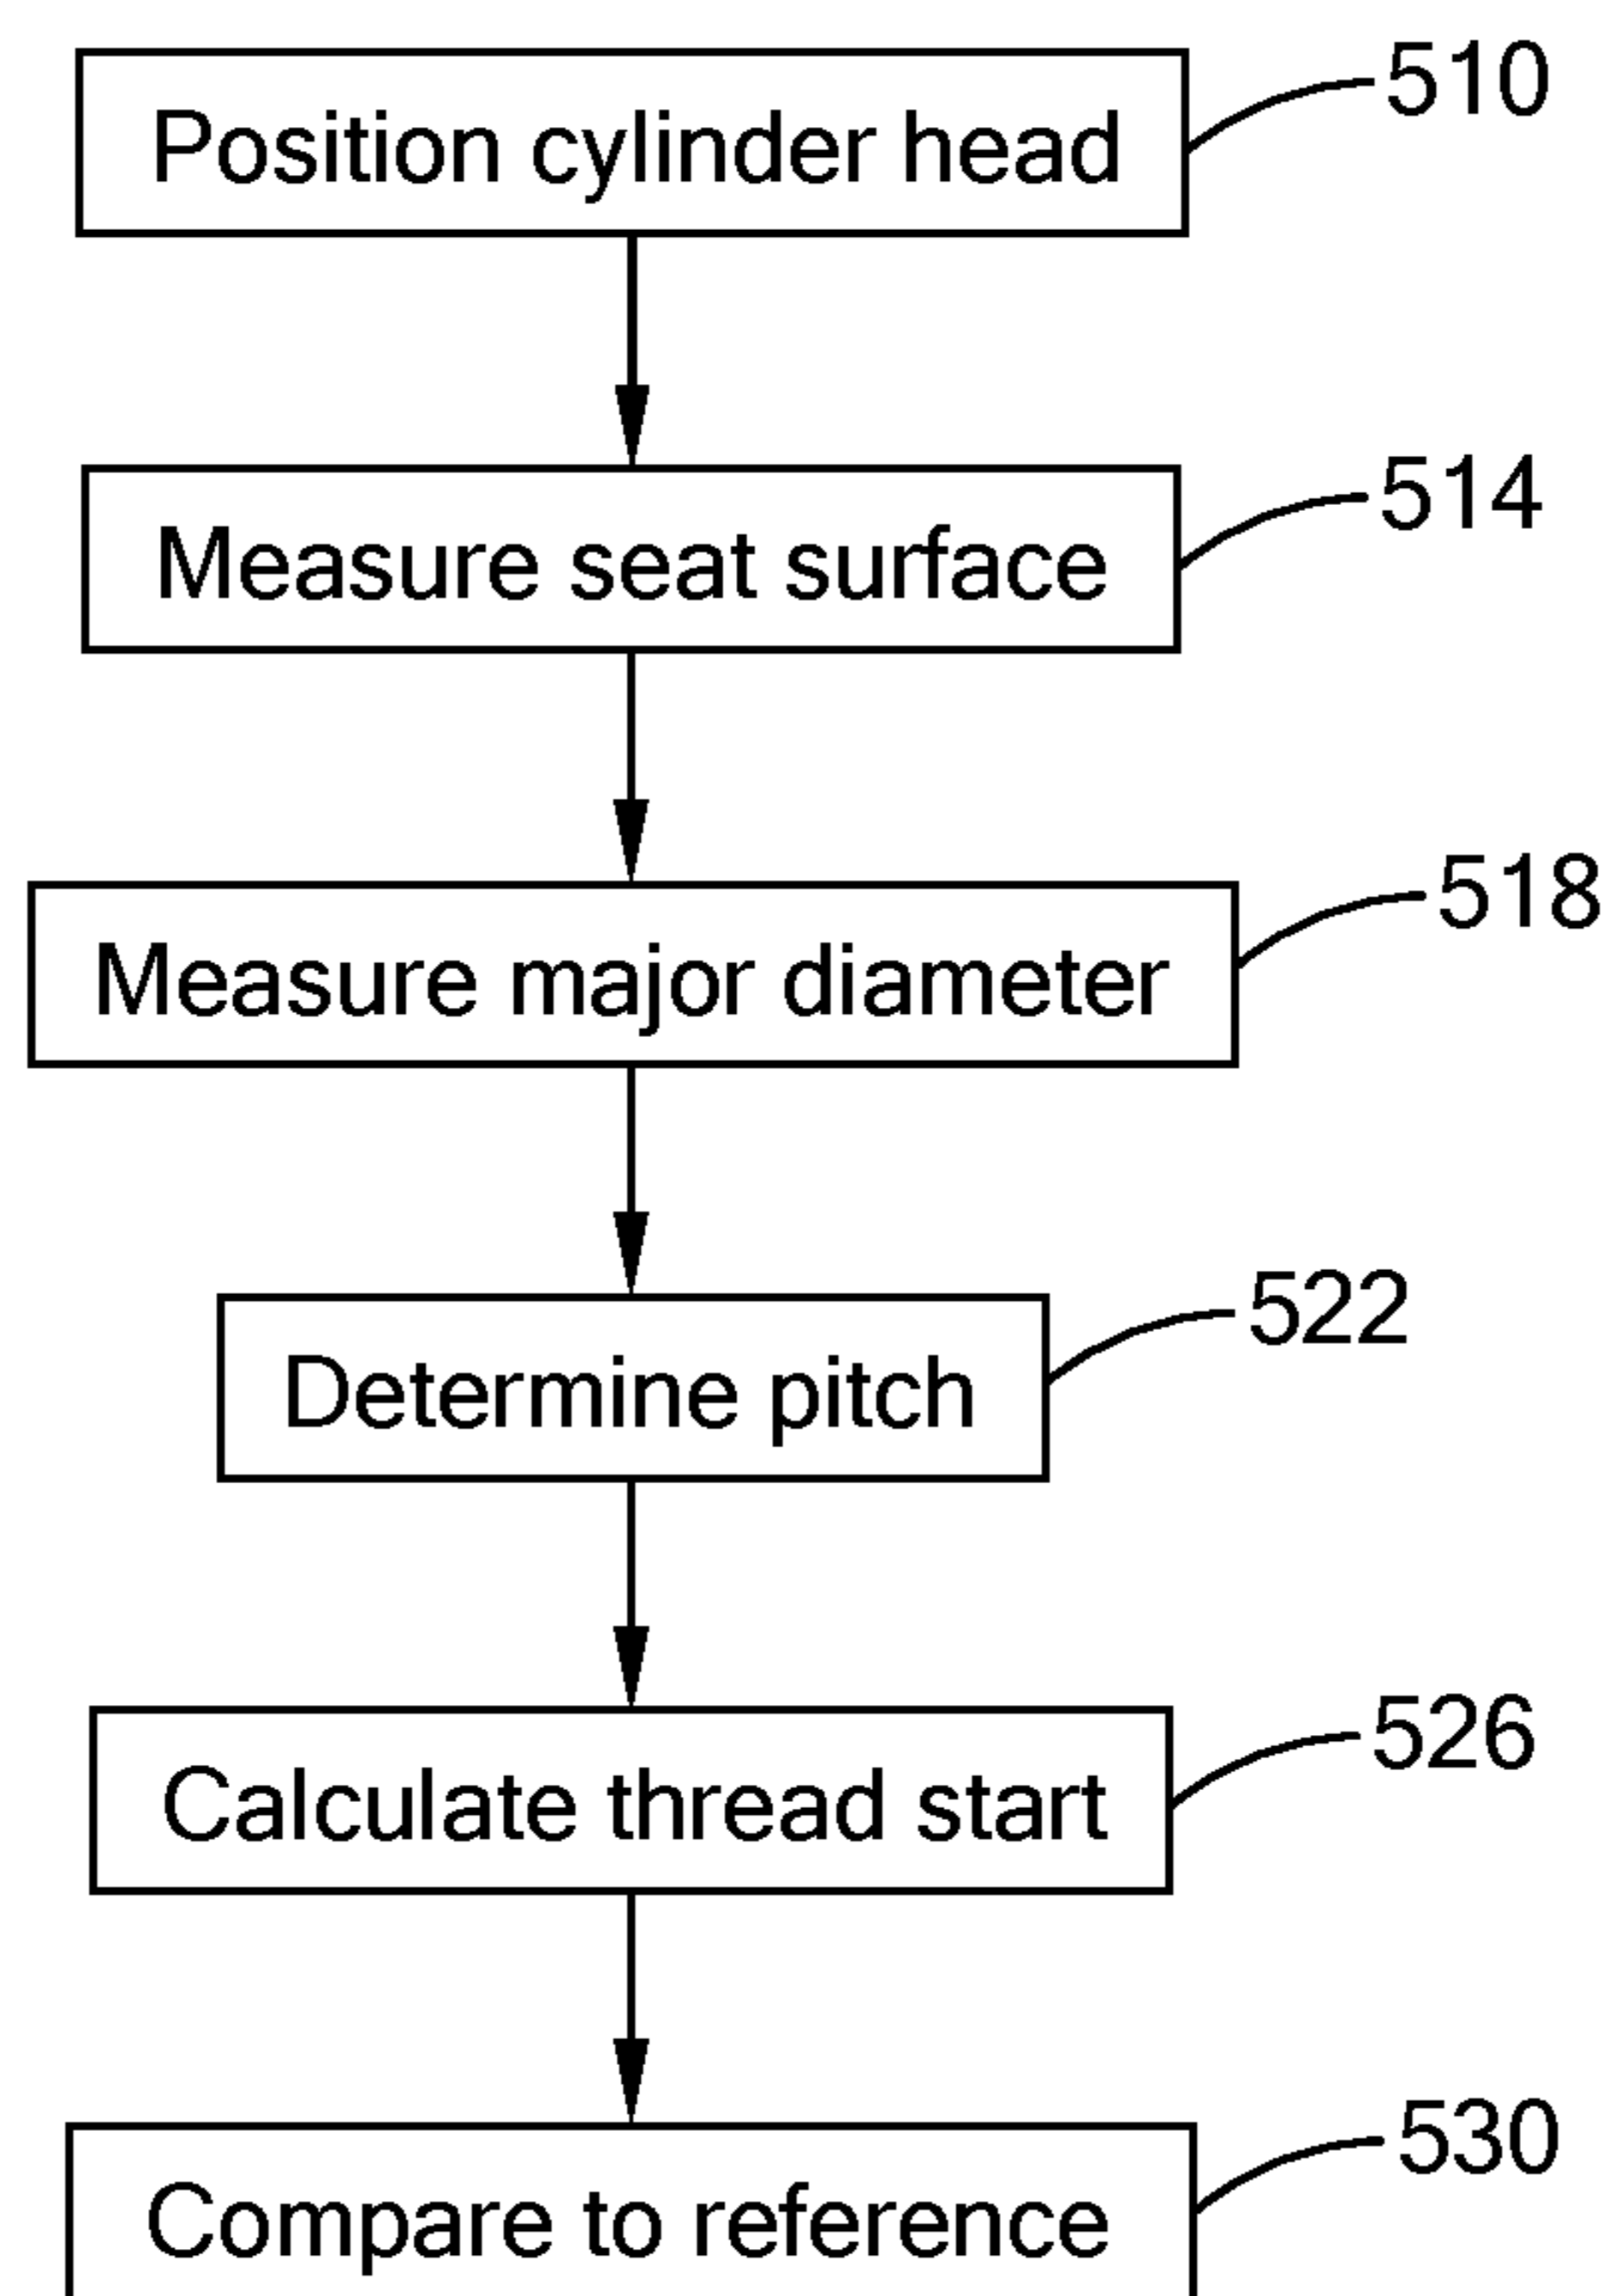 Position cylinder head
510
Measure seat surface
514
Measure major diameter
518
Determine pitch
522
Calculate thread start
526
Compare to reference
530